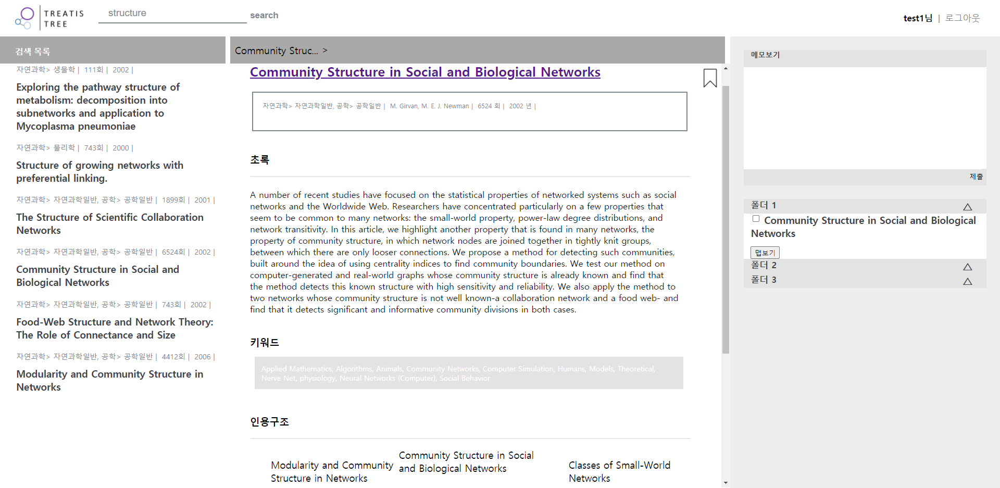 TREATIS
TREE
structure
search
test1님 | 로그아웃
검색 목록
자연과학> 생물학 | 111회 | 2002 |
Exploring the pathway structure of
metabolism: decomposition into
subnetworks and application to
Mycoplasma pneumoniae
자연과학> 물리학 | 743회 | 2000 |
Structure of growing networks with
preferential linking.
자연과학> 자연과학일반, 공학> 공학일반 | 1899회 | 2001 |
The Structure of Scientific Collaboration
Networks
자연과학> 자연과학일반, 공학> 공학일반 | 6524회 | 2002 |
Community Structure in Social and
Biological Networks
자연과학> 자연과학일반, 공학> 공학일반 | 743회 | 2002 |
Food-Web Structure and Network Theory:
The Role of Connectance and Size
자연과학> 자연과학일반, 공학> 공학일반 | 4412회 | 2006 |
Modularity and Community Structure in
Networks
Community Struc... >
Community Structure in Social and Biological Networks
자연과학> 자연과학일반, 공학> 공학일반 | M. Girvan, M. E. J. Newman | 6524 회 | 2002 년 |
초록
A number of recent studies have focused on the statistical properties of networked systems such as social
networks and the Worldwide Web. Researchers have concentrated particularly on a few properties that
seem to be common to many networks: the small-world property, power-law degree distributions, and
network transitivity. In this article, we highlight another property that is found in many networks, the
property of community structure, in which network nodes are joined together in tightly knit groups,
between which there are only looser connections. We propose a method for detecting such communities,
built around the idea of using centrality indices to find community boundaries. We test our method on
computer-generated and real-world graphs whose community structure is already known and find that
the method detects this known structure with high sensitivity and reliability. We also apply the method to
two networks whose community structure is not well known-a collaboration network and a food web- and
find that it detects significant and informative community divisions in both cases.
키워드
Applied Mathematics, Algorithms, Animals, Community Networks, Computer Simulation, Humans, Models, Theoretical,
Nerve Net, physiology, Neural Networks (Computer), Social Behavior
인용구조
Modularity and Community
Structure in Networks
Community Structure in Social
and Biological Networks
Classes of Small-World
Networks
메모보기
제출
폴더 1
Community Structure in Social and Biological
Networks
맵보기
폴더 2
폴더 3